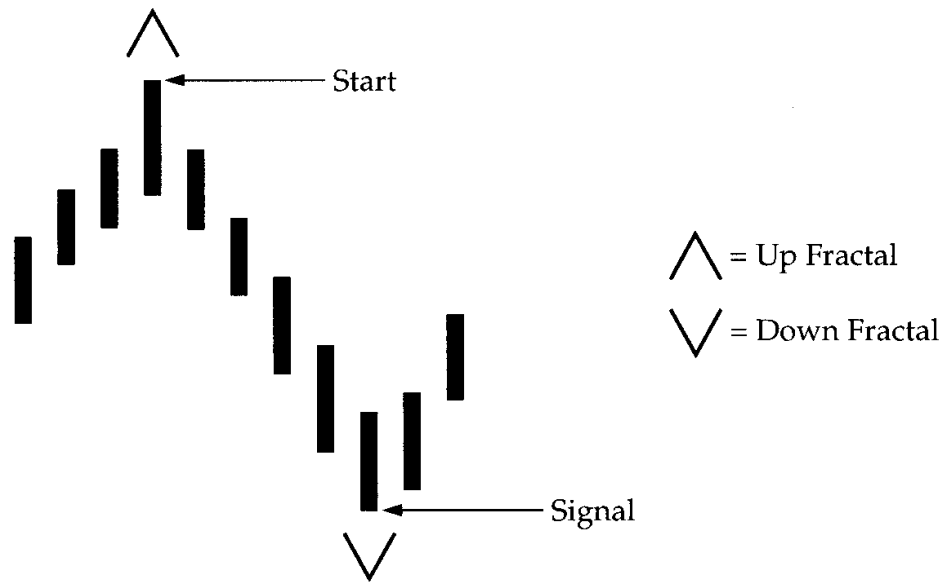 Start
= Up Fractal
= Down Fractal
Signal